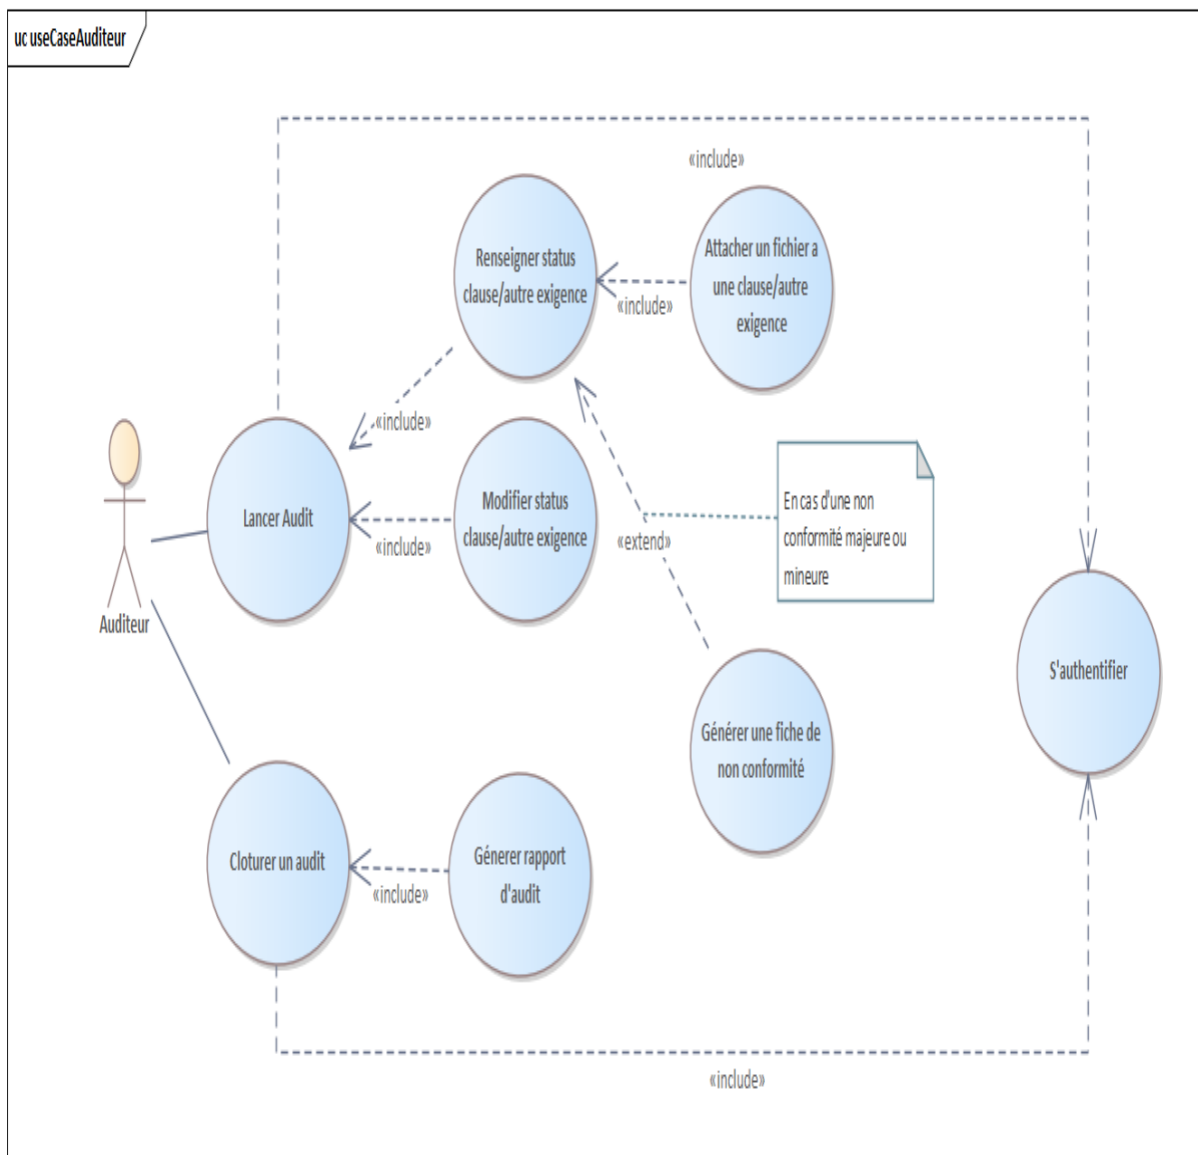 uc useCaseAuditeur
«include»
Renseigner status
clause/autre exigence
Attacher un fichier a
une clause/autre
exigence
«include»
«include»
Lancer Audit
Modifier status
clause/autre exigence
«include»
En cas d'une non
conformité majeure ou
mineure
«extend»
Auditeur
S'authentifier
Générer une fiche de
non conformité
Cloturer un audit
Génerer rapport
d'audit
«include»
«include»